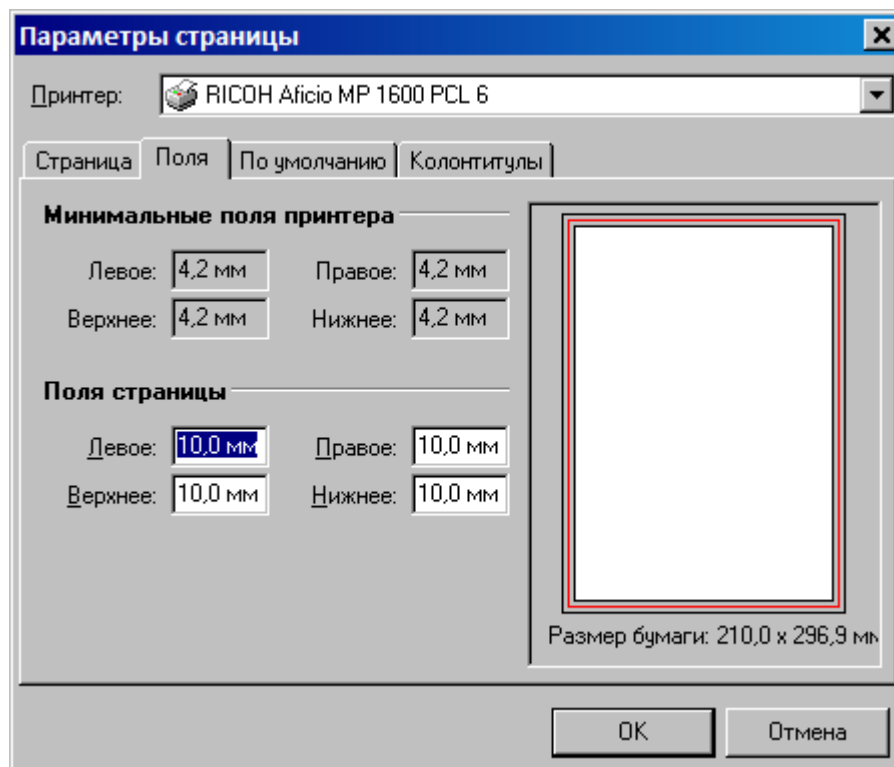 Параметры страницы
Принтер: RICOH Aficio MP 1600 PCL 6
Страница Поля По умолчанию Колонтитулы
Минимальные поля принтера
Левое: 4,2 мм Правое: 4,2 мм
Верхнее: 4,2 мм Нижнее: 4,2 мм
Поля страницы
Левое: 10,0 мм Правое: 10,0 мм
Верхнее: 10,0 мм Нижнее: 10,0 мм
Размер бумаги: 210,0 x 296,9 мм
OK Отмена